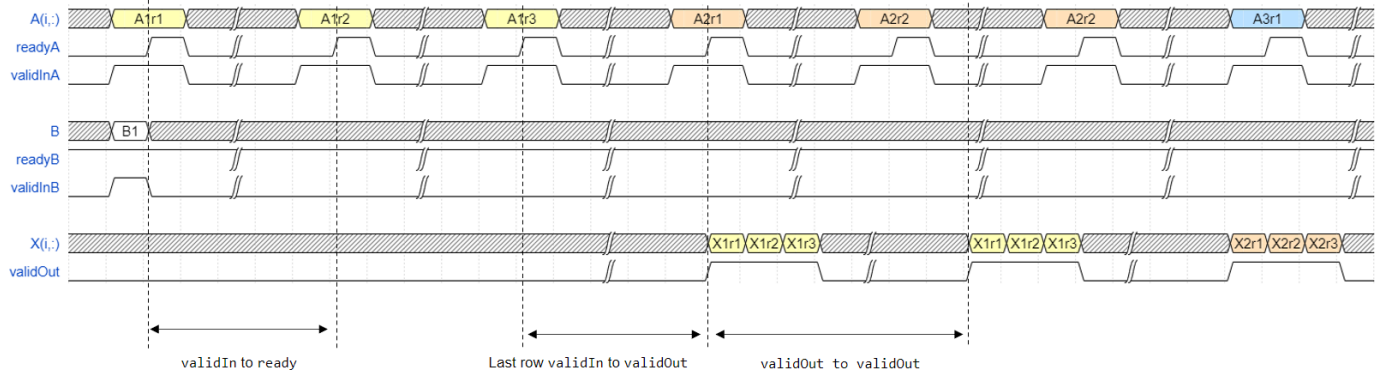 A(i,:) A1r1 A1r2 A1r3 A2r1 A2r2 A2r2 A3r1
readyA
validInA
B B1
readyB
validInB
X(i,:) X1r1 X1r2 X1r3 X1r1 X1r2 X1r3 X2r1 X2r2 X2r3
validOut
validIn to ready Last row validIn to validOut validOut to validOut